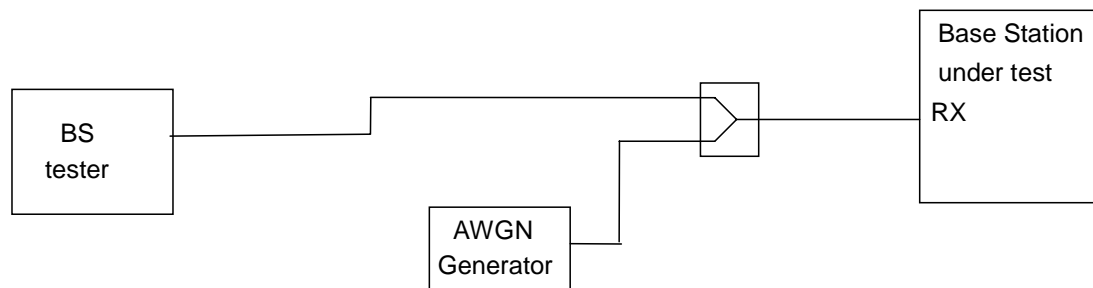 BS
tester
AWGN
Generator
Base Station
under test
RX